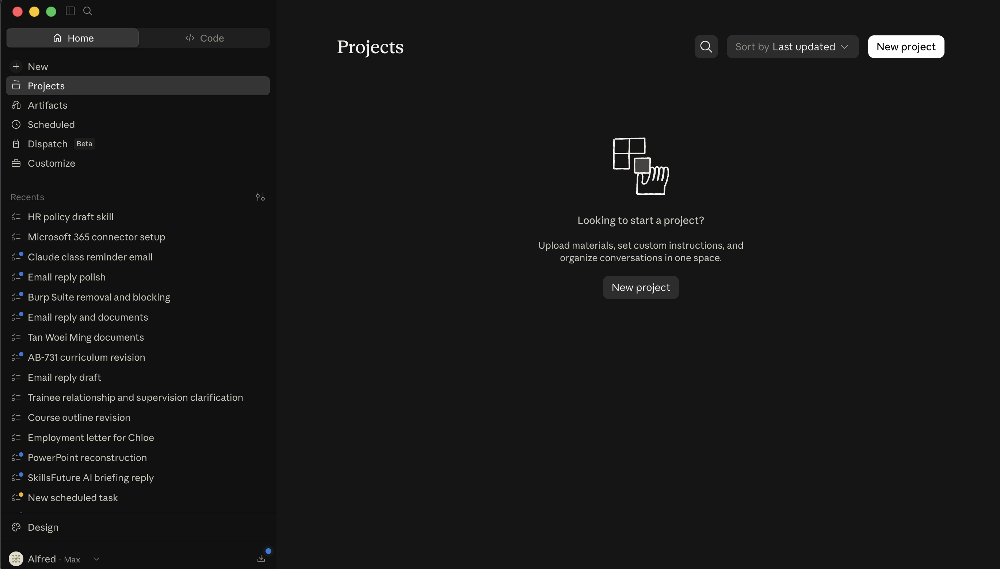 Home
Code
New
Projects
Artifacts
Scheduled
Dispatch Beta
Customize
Recents
HR policy draft skill
Microsoft 365 connector setup
Claude class reminder email
Email reply polish
Burp Suite removal and blocking
Email reply and documents
Tan Woei Ming documents
AB-731 curriculum revision
Email reply draft
Trainee relationship and supervision clarification
Course outline revision
Employment letter for Chloe
PowerPoint reconstruction
SkillsFuture AI briefing reply
New scheduled task
Design
Alfred · Max
Projects
Sort by Last updated
New project
Looking to start a project?
Upload materials, set custom instructions, and
organize conversations in one space.
New project